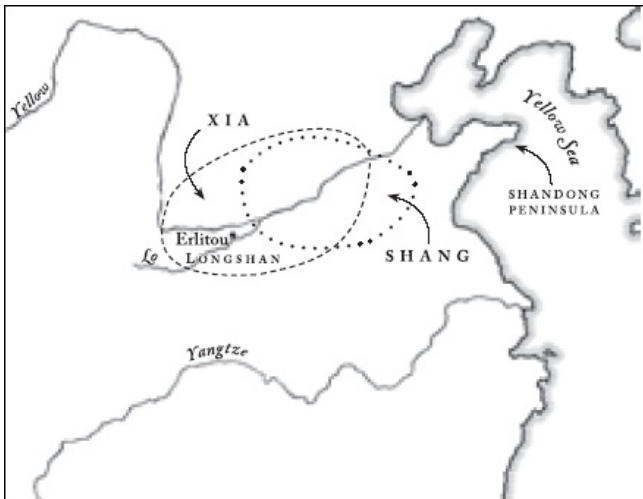 Yellow
XIA
Yellow Sea
SHANDONG
PENINSULA
Erlitou
LONGSHAN
SHANG
Lo
Yangtze